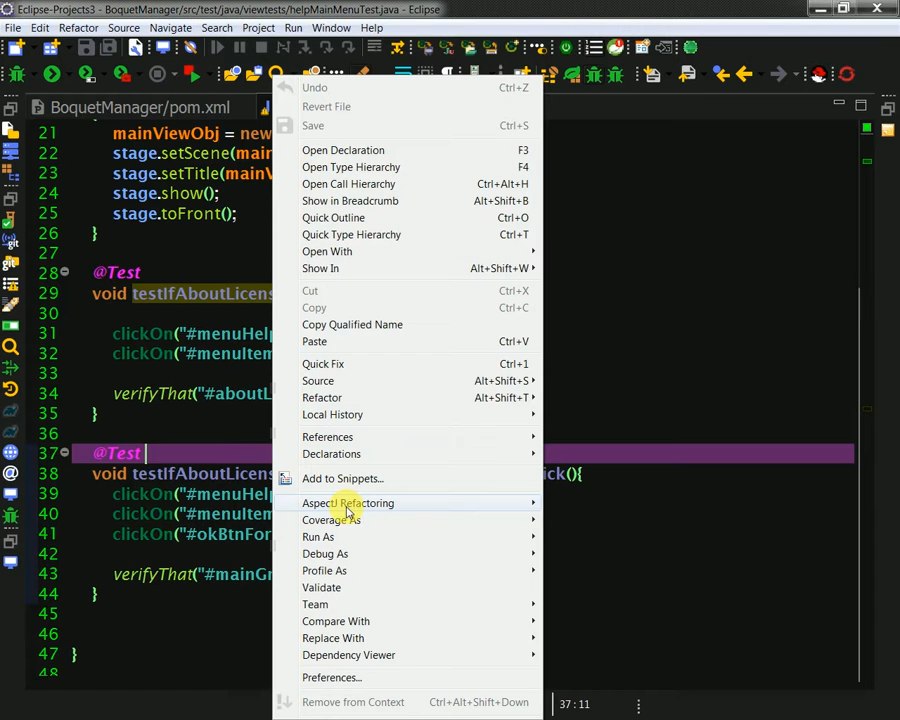 Eclipse-Projects3 - BoquetManager/src/test/java/viewtests/helpMainMenuTest.java - Eclipse
File Edit Refactor Source Navigate Search Project Run Window Help
BoquetManager/pom.xml
21 mainViewObj = new
22 stage.setScene(mai
23 stage.setTitle(mainV
24 stage.show();
25 stage.toFront();
26 }
27
28 @Test
29 void testIfAboutLicens
31 clickOn("#menuHel
32 clickOn("#menuItem
34 verifyThat("#aboutL
35 }
36
37 @Test
38 void testIfAboutLicens ick(){
39 clickOn("#menuHelp
40 clickOn("#menuItem
41 clickOn("#okBtnFor
42
43 verifyThat("#mainGr
44 }
45
46
47 }
48
Undo Ctrl+Z
Revert File
Save Ctrl+S
Open Declaration F3
Open Type Hierarchy F4
Open Call Hierarchy Ctrl+Alt+H
Show in Breadcrumb Alt+Shift+B
Quick Outline Ctrl+O
Quick Type Hierarchy Ctrl+T
Open With
Show In Alt+Shift+W
Cut Ctrl+X
Copy Ctrl+C
Copy Qualified Name
Paste Ctrl+V
Quick Fix Ctrl+1
Source Alt+Shift+S
Refactor Alt+Shift+T
Local History
References
Declarations
Add to Snippets...
AspectJ Refactoring
Coverage As
Run As
Debug As
Profile As
Validate
Team
Compare With
Replace With
Dependency Viewer
Preferences...
Remove from Context Ctrl+Alt+Shift+Down
37 : 11